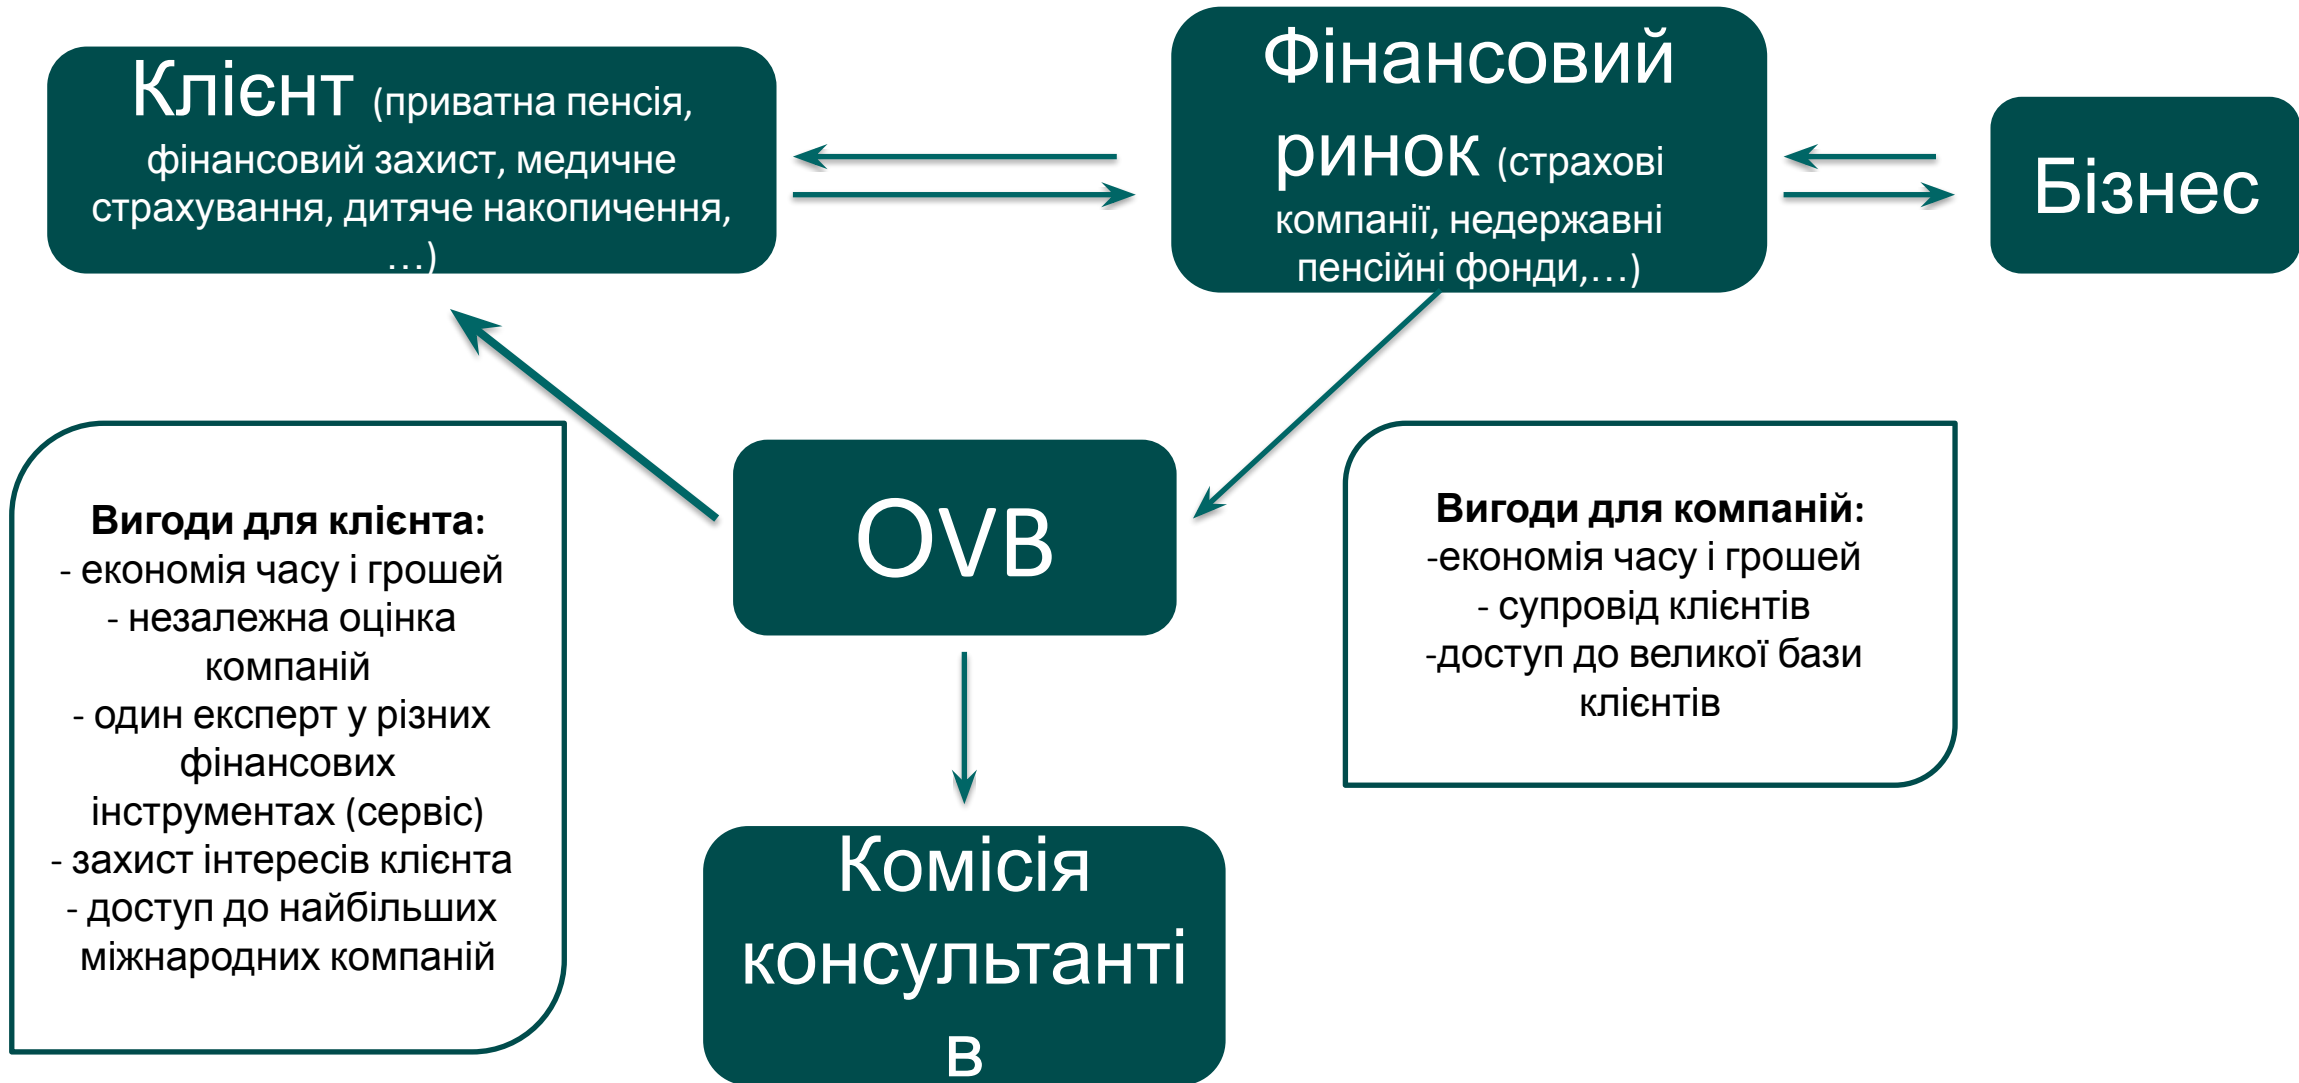 Клієнт (приватна пенсія,
фінансовий захист, медичне
страхування, дитяче накопичення,
…)
Фінансовий
ринок (страхові
компанії, недержавні
пенсійні фонди,…)
Бізнес
Вигоди для клієнта:
- економія часу і грошей
- незалежна оцінка
компаній
- один експерт у різних
фінансових
інструментах (сервіс)
- захист інтересів клієнта
- доступ до найбільших
міжнародних компаній
OVB
Вигоди для компаній:
-економія часу і грошей
- супровід клієнтів
-доступ до великої бази
клієнтів
Комісія
консультанті
в